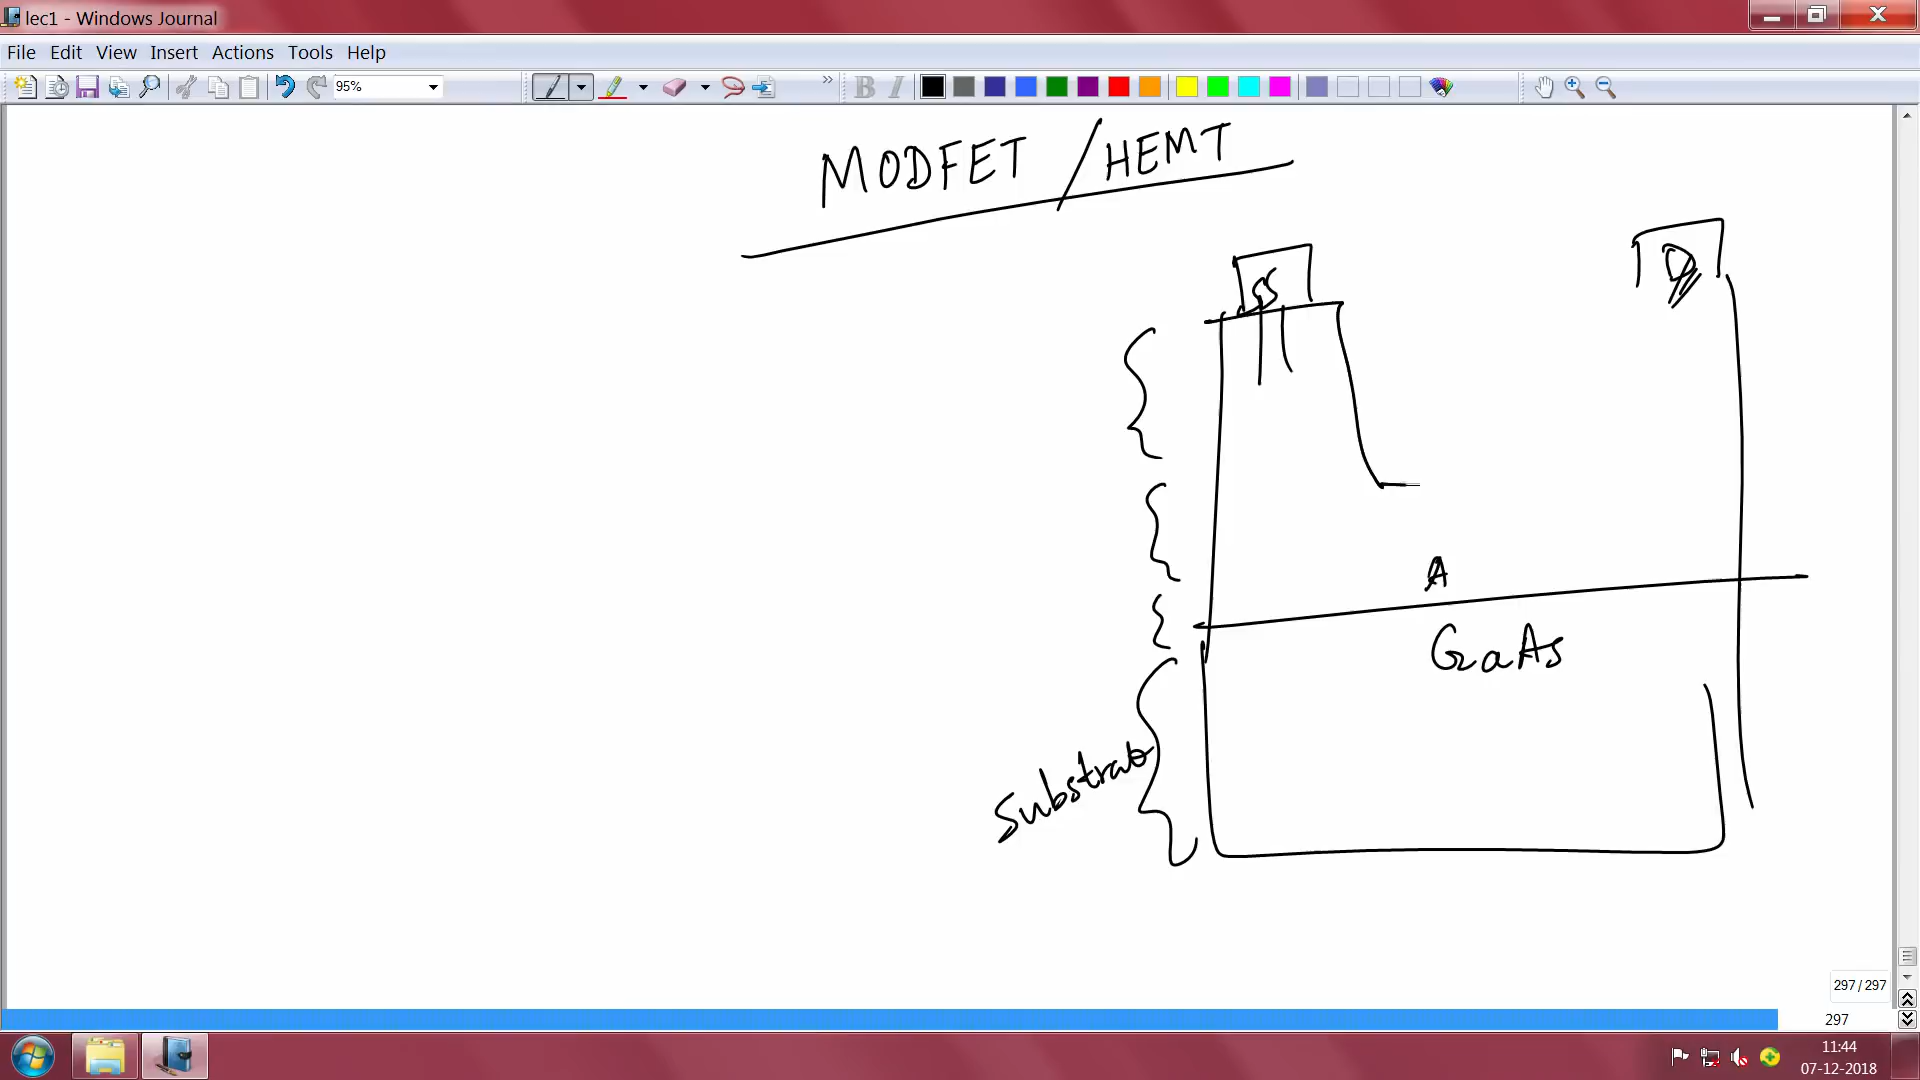 lec1 - Windows Journal
File Edit View Insert Actions Tools Help
95%
B I
MODFET / HEMT
D
A
GaAs
Substrate
297 / 297
297
11:44
07-12-2018